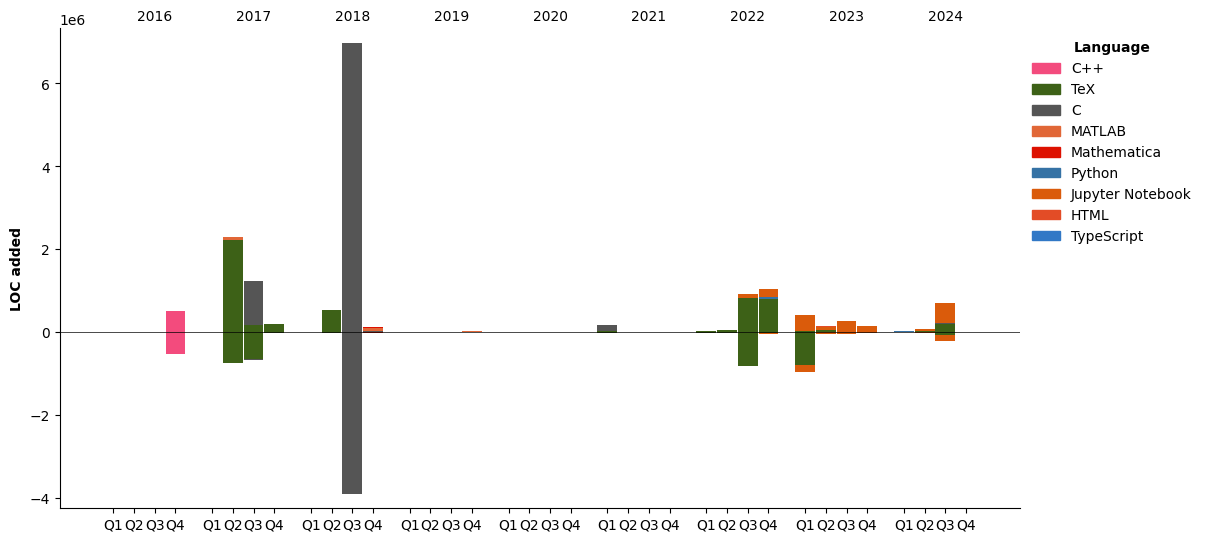 1e6
2016 2017 2018 2019 2020 2021 2022 2023 2024
Language
C++
TeX
C
MATLAB
Mathematica
Python
Jupyter Notebook
HTML
TypeScript
LOC added
6
4
2
0
−2
−4
Q1 Q2 Q3 Q4 Q1 Q2 Q3 Q4 Q1 Q2 Q3 Q4 Q1 Q2 Q3 Q4 Q1 Q2 Q3 Q4 Q1 Q2 Q3 Q4 Q1 Q2 Q3 Q4 Q1 Q2 Q3 Q4 Q1 Q2 Q3 Q4